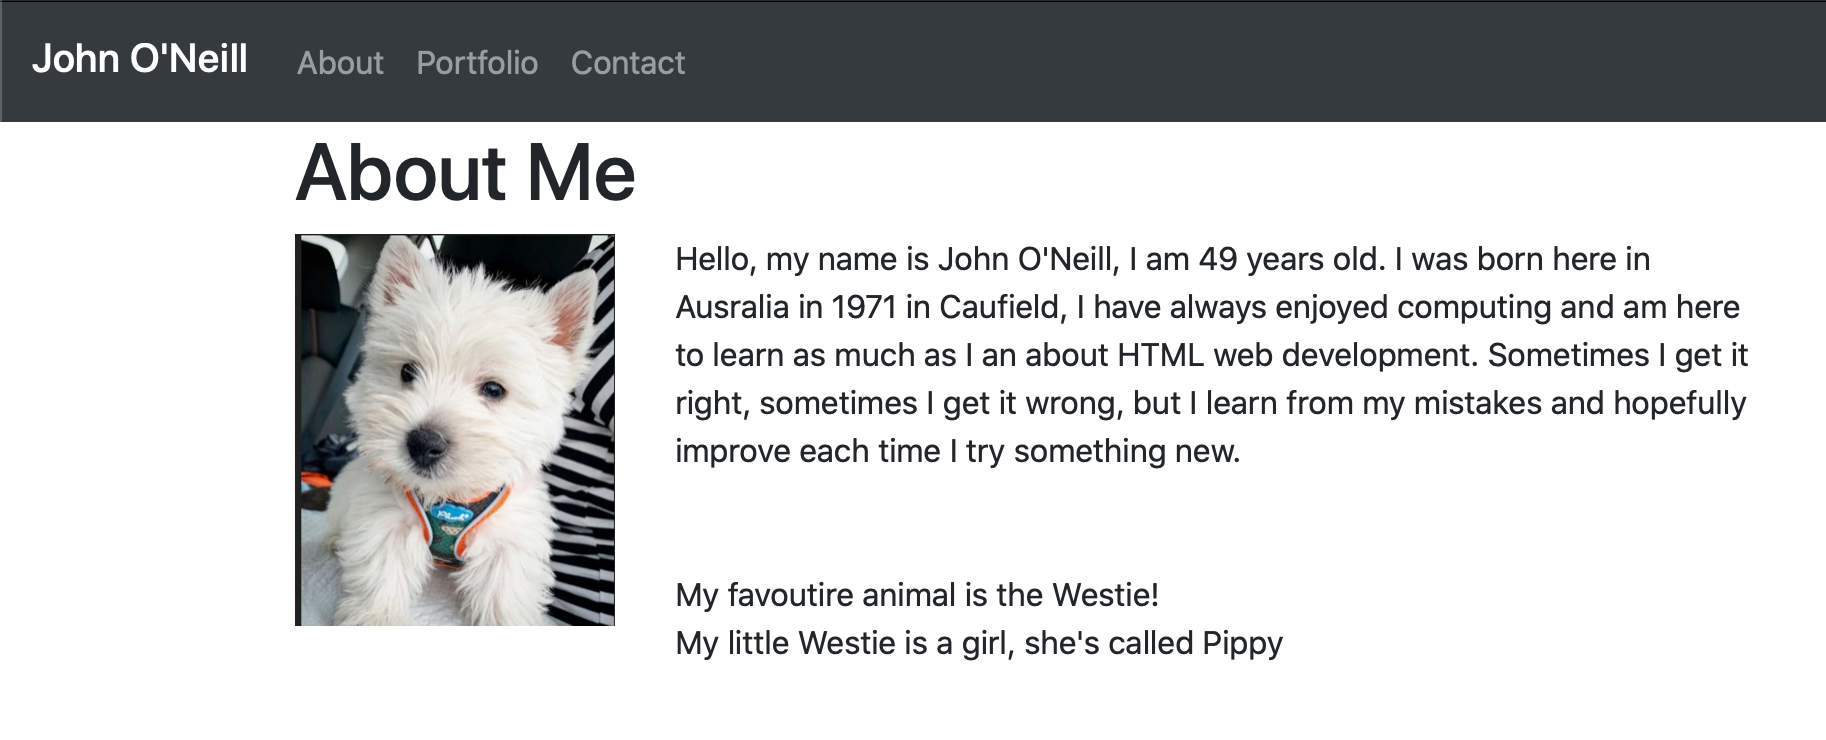 John O'Neill About Portfolio Contact
About Me
Hello, my name is John O'Neill, I am 49 years old. I was born here in
Ausralia in 1971 in Caufield, I have always enjoyed computing and am here
to learn as much as I an about HTML web development. Sometimes I get it
right, sometimes I get it wrong, but I learn from my mistakes and hopefully
improve each time I try something new.
My favoutire animal is the Westie!
My little Westie is a girl, she's called Pippy